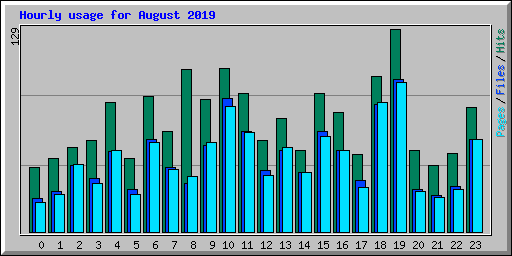 Hourly usage for August 2019
129
Pages/Files/Hits
0 1 2 3 4 5 6 7 8 9 10 11 12 13 14 15 16 17 18 19 20 21 22 23